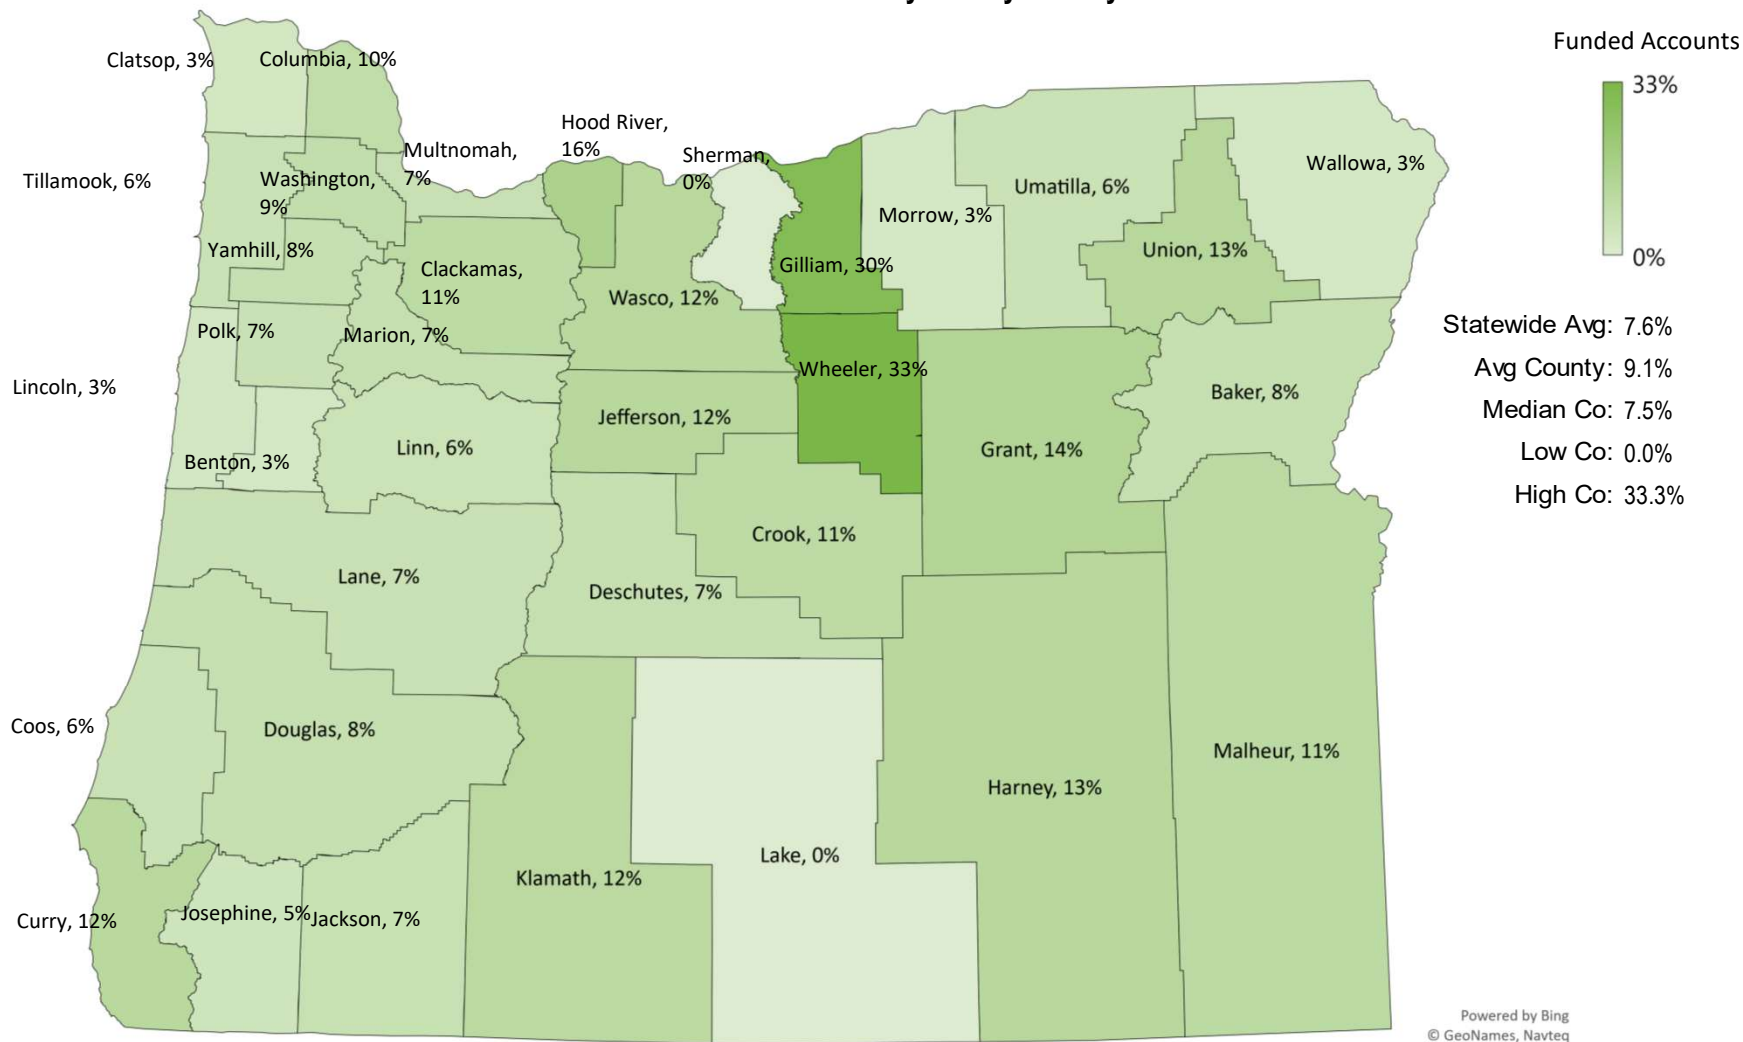 Funded Accounts
33%
0%
Clatsop, 3%
Columbia, 10%
Hood River,
16%
Multnomah,
7%
Sherman,
0%
Wallowa, 3%
Tillamook, 6%
Washington,
9%
Umatilla, 6%
Morrow, 3%
Union, 13%
Yamhill, 8%
Clackamas,
11%
Gilliam, 30%
Wasco, 12%
Polk, 7%
Marion, 7%
Wheeler, 33%
Lincoln, 3%
Baker, 8%
Jefferson, 12%
Linn, 6%
Grant, 14%
Benton, 3%
Crook, 11%
Lane, 7%
Deschutes, 7%
Coos, 6%
Douglas, 8%
Malheur, 11%
Harney, 13%
Lake, 0%
Klamath, 12%
Curry, 12%
Josephine, 5%
Jackson, 7%
Statewide Avg: 7.6%
Avg County: 9.1%
Median Co: 7.5%
Low Co: 0.0%
High Co: 33.3%
Powered by Bing
© GeoNames, Navteq